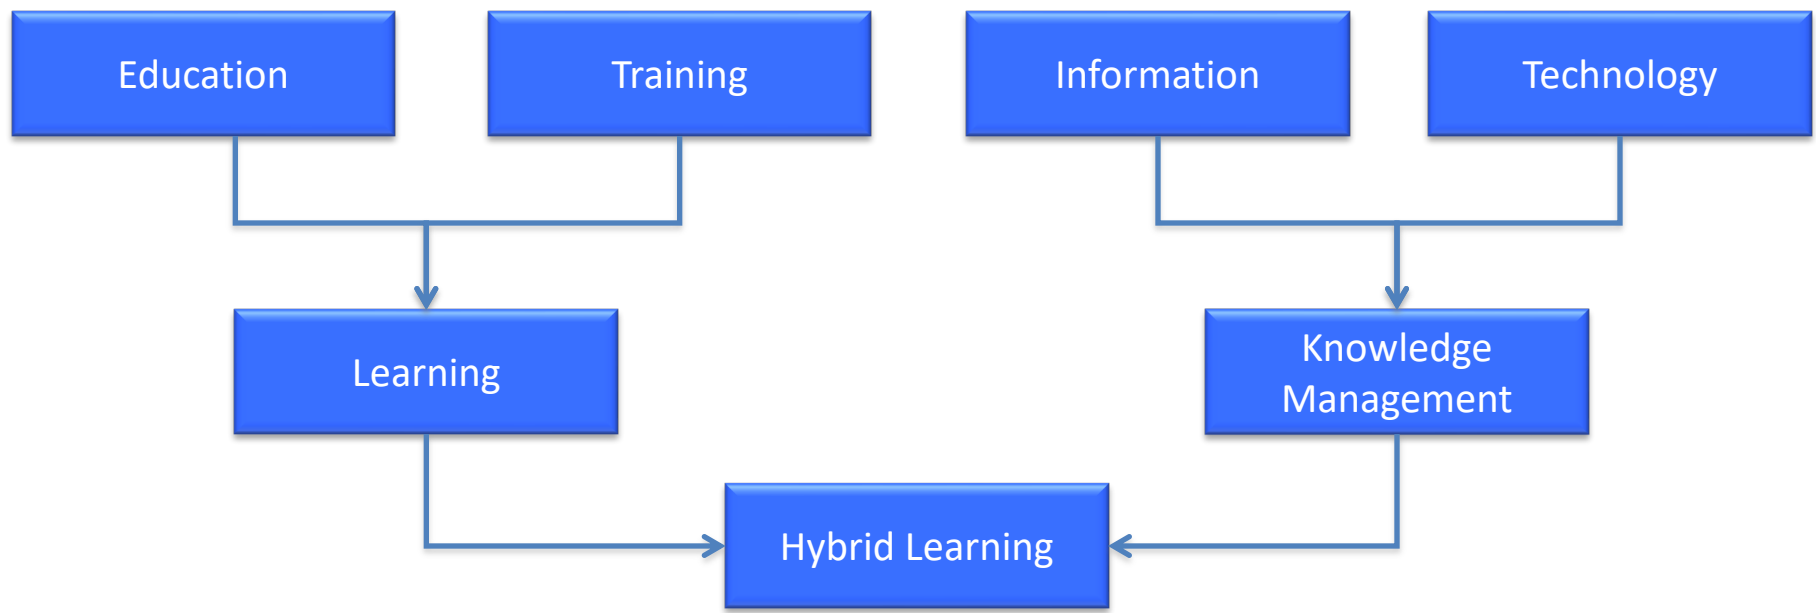 Education
Training
Information
Technology
Learning
Knowledge
Management
Hybrid Learning